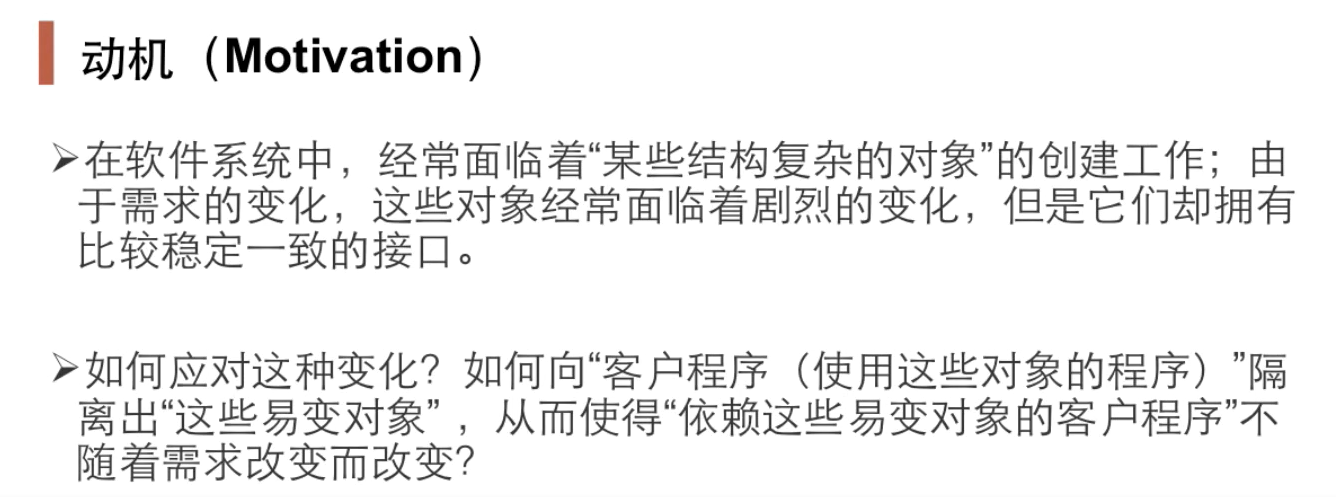 动机（Motivation）
➢在软件系统中，经常面临着“某些结构复杂的对象”的创建工作；由
于需求的变化，这些对象经常面临着剧烈的变化，但是它们却拥有
比较稳定一致的接口。
➢如何应对这种变化？如何向“客户程序（使用这些对象的程序）”隔
离出“这些易变对象”，从而使得“依赖这些易变对象的客户程序”不
随着需求改变而改变？